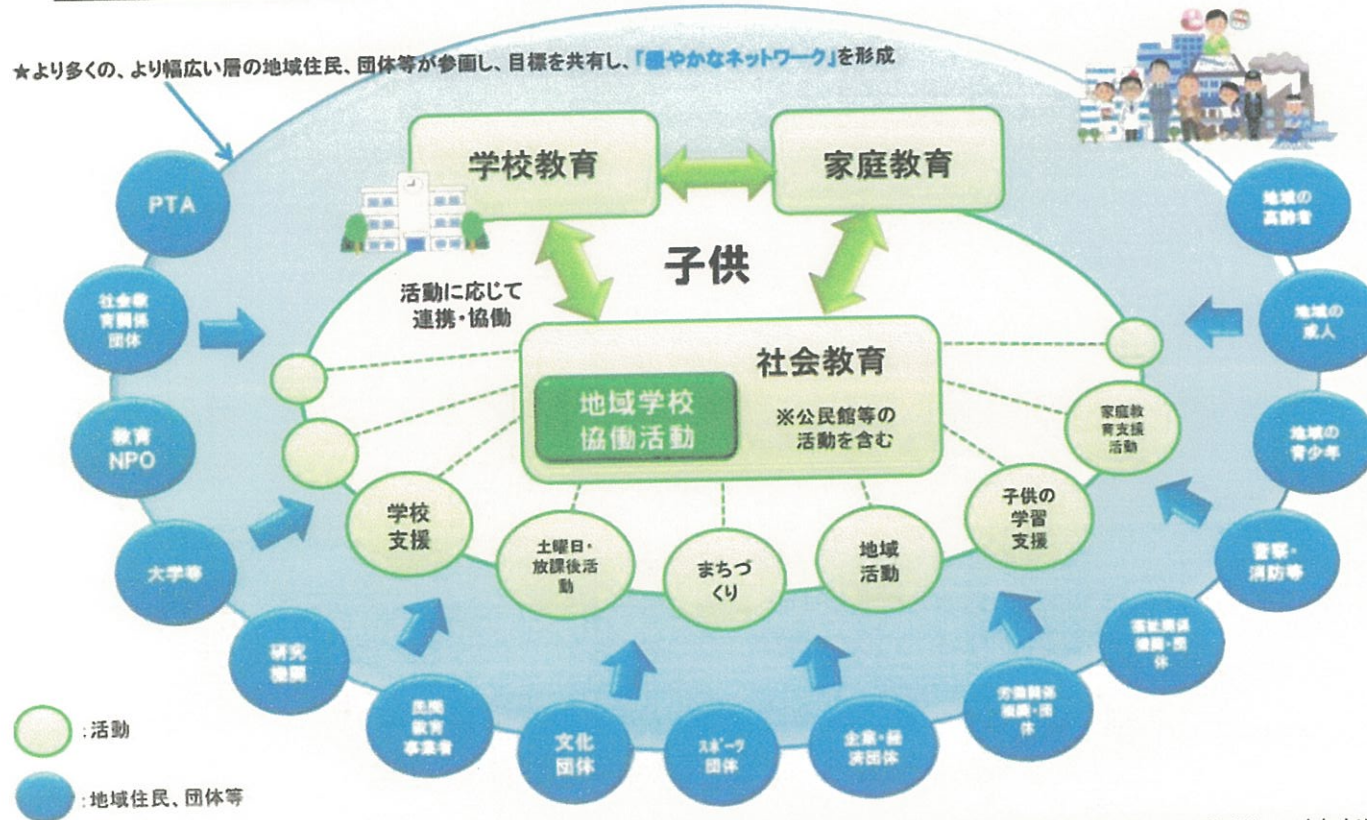 ★より多くの、より幅広い層の地域住民、団体等が参画し、目標を共有し、「緩やかなネットワーク」を形成
学校教育
家庭教育
子供
活動に応じて
連携・協働
社会教育
地域学校
協働活動
※公民館等の
活動を含む
学校
支援
土曜日・
放課後活
動
まちづ
くり
地域
活動
子供の
学習
支援
家庭教
育支援
活動
PTA
社会教
育関係
団体
教育
NPO
大学等
研究
機関
民間
教育
事業者
文化
団体
スポーツ
団体
企業・経
済団体
労働関係
機関・団
体
福祉関係
機関・団
体
警察・
消防等
地域の
青少年
地域の
成人
地域の
高齢者
:活動
:地域住民、団体等